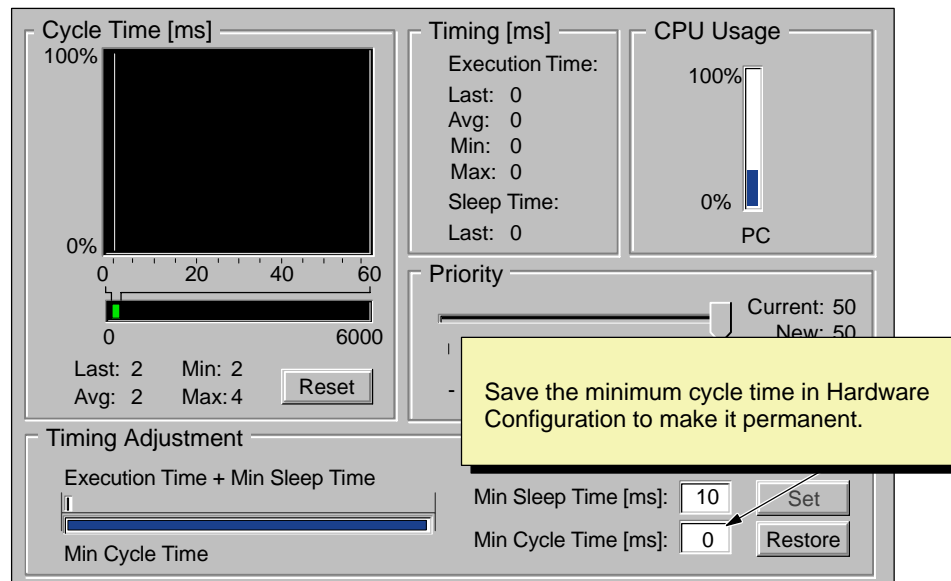 Cycle Time [ms]
100%
0%
0 20 40 60
0 6000
Last: 2 Min: 2
Avg: 2 Max: 4
Reset
Timing [ms]
Execution Time:
Last: 0
Avg: 0
Min: 0
Max: 0
Sleep Time:
Last: 0
CPU Usage
100%
0%
PC
Priority
Current: 50
New: 50
Save the minimum cycle time in Hardware
Configuration to make it permanent.
Timing Adjustment
Execution Time + Min Sleep Time
Min Cycle Time
Min Sleep Time [ms]: 10 Set
Min Cycle Time [ms]: 0 Restore